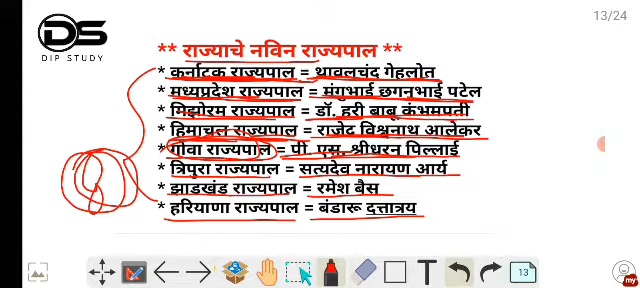 13/24
DS
DIP STUDY
** राज्याचे नविन राज्यपाल **
* कर्नाटक राज्यपाल = थावलचंद गेहलोत
* मध्यप्रदेश राज्यपाल = मंगुभाई छगनभाई पटेल
* मिझोरम राज्यपाल = डॉ. हरी बाबू कंभमपती
* हिमाचल राज्यपाल = राजेद विश्वनाथ आलेकर
* गोवा राज्यपाल = पी. एस. श्रीधरन पिल्लाई
* त्रिपुरा राज्यपाल = सत्यदेव नारायण आर्य
* झाडखंड राज्यपाल = रमेश बैस
* हरियाणा राज्यपाल = बंडारू दत्तात्रय
8
T
13
my